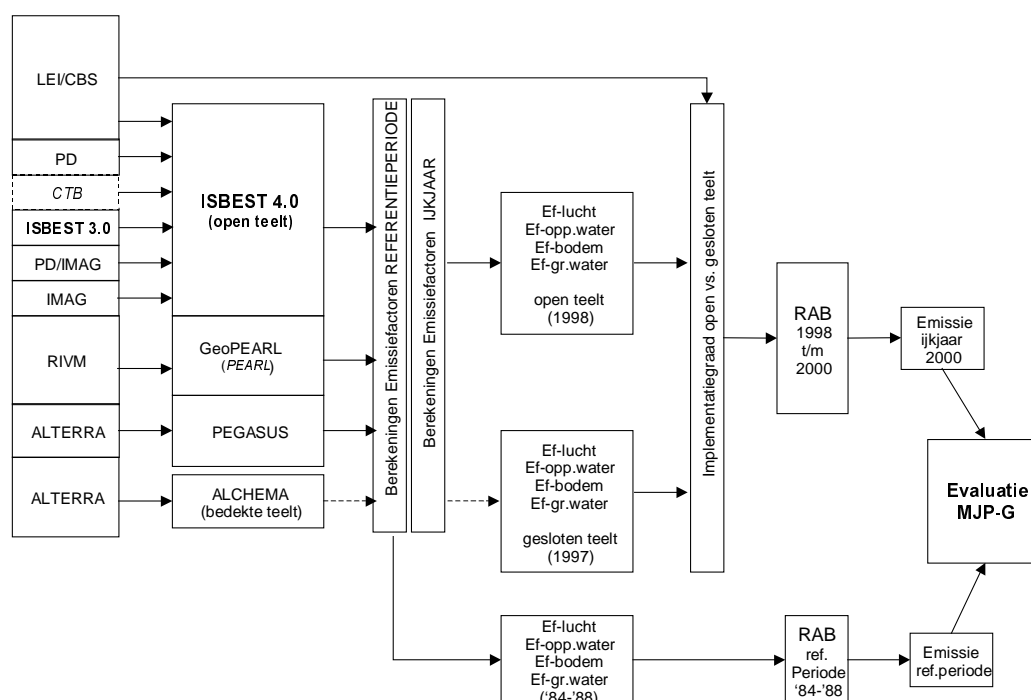 LEI/CBS
PD
CTB
ISBEST 3.0
PD/IMAG
IMAG
RIVM
ALTERRA
ALTERRA
ISBEST 4.0
(open teelt)
GeoPEARL
(PEARL)
PEGASUS
ALCHEMA
(bedekte teelt)
Berekeningen Emissiefactoren REFERENTIEPERIODE
Berekeningen Emissiefactoren IJKJAAR
Ef-lucht
Ef-opp.water
Ef-bodem
Ef-gr.water
open teelt
(1998)
Ef-lucht
Ef-opp.water
Ef-bodem
Ef-gr.water
gesloten teelt
(1997)
Ef-lucht
Ef-opp.water
Ef-bodem
Ef-gr.water
('84-'88)
Implementatiegraad open vs. gesloten teelt
RAB
1998
t/m
2000
Emissie
ijkjaar
2000
RAB
ref.
Periode
'84-'88
Emissie
ref.periode
Evaluatie
MJP-G